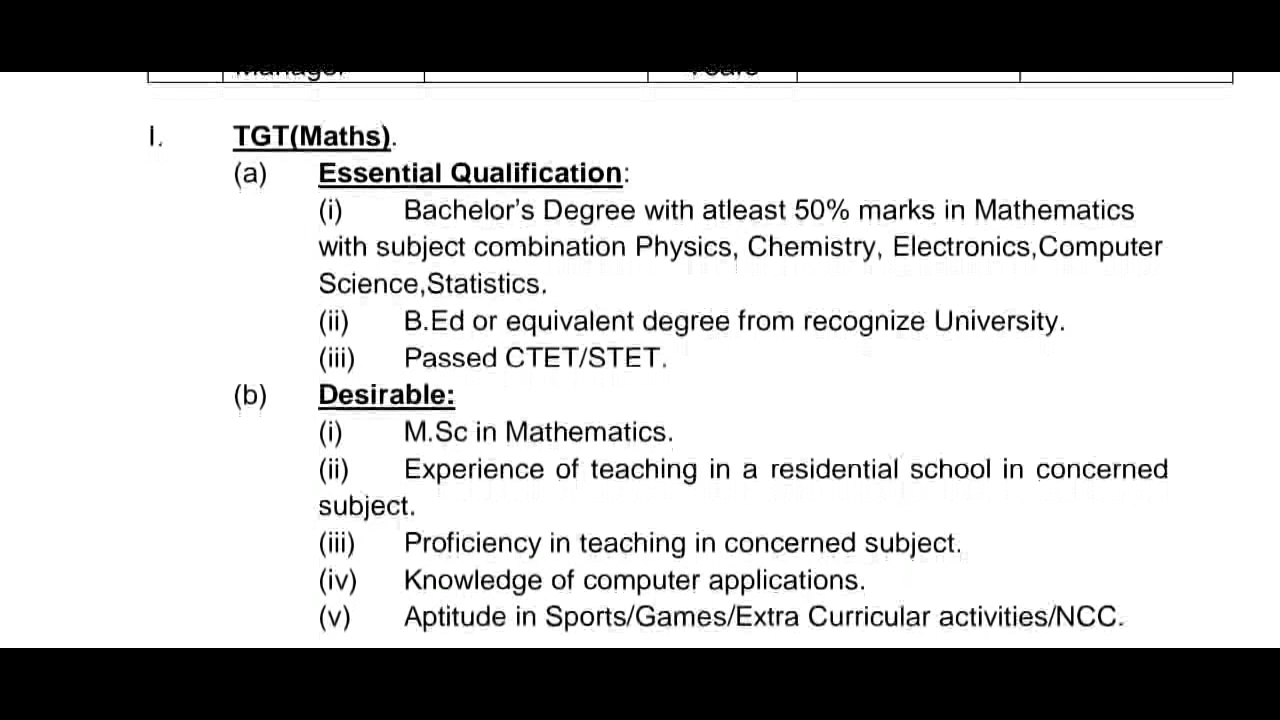 I. TGT(Maths).
(a) Essential Qualification:
(i) Bachelor's Degree with atleast 50% marks in Mathematics
with subject combination Physics, Chemistry, Electronics,Computer
Science,Statistics.
(ii) B.Ed or equivalent degree from recognize University.
(iii) Passed CTET/STET.
(b) Desirable:
(i) M.Sc in Mathematics.
(ii) Experience of teaching in a residential school in concerned
subject.
(iii) Proficiency in teaching in concerned subject.
(iv) Knowledge of computer applications.
(v) Aptitude in Sports/Games/Extra Curricular activities/NCC.